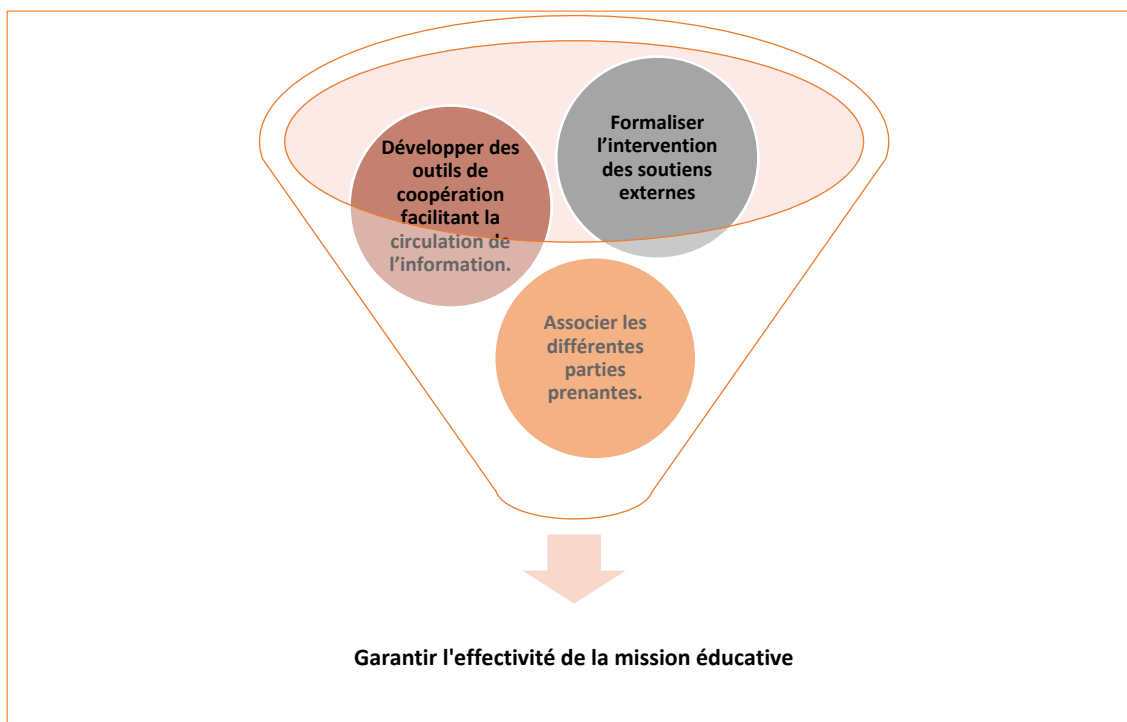 Développer des
outils de
coopération
facilitant la
circulation de
l’information.
Formaliser
l’intervention
des soutiens
externes
Associer les
différentes
parties
prenantes.
Garantir l'effectivité de la mission éducative